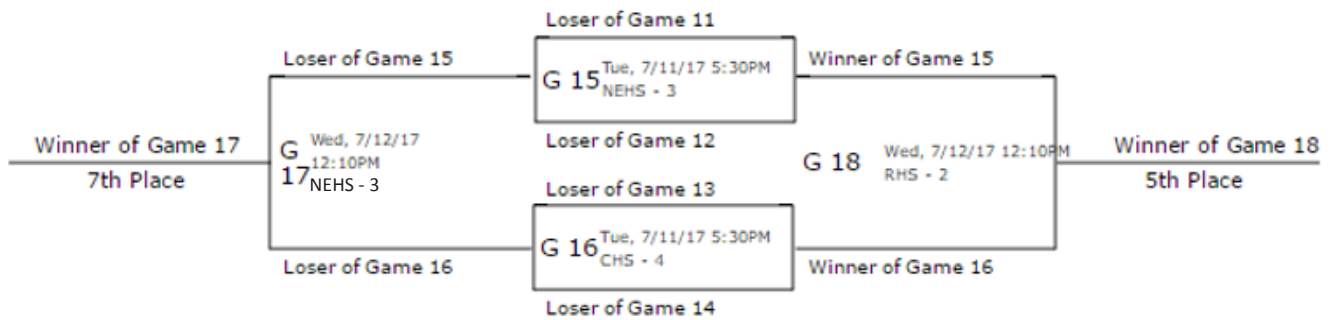 Loser of Game 11
Loser of Game 15
Winner of Game 15
G 15 Tue, 7/11/17 5:30PM
NEHS - 3
Loser of Game 12
Winner of Game 17
7th Place
G 17
Wed, 7/12/17
12:10PM
NEHS - 3
G 18
Wed, 7/12/17 12:10PM
RHS - 2
Winner of Game 18
5th Place
Loser of Game 13
G 16 Tue, 7/11/17 5:30PM
CHS - 4
Loser of Game 16
Winner of Game 16
Loser of Game 14